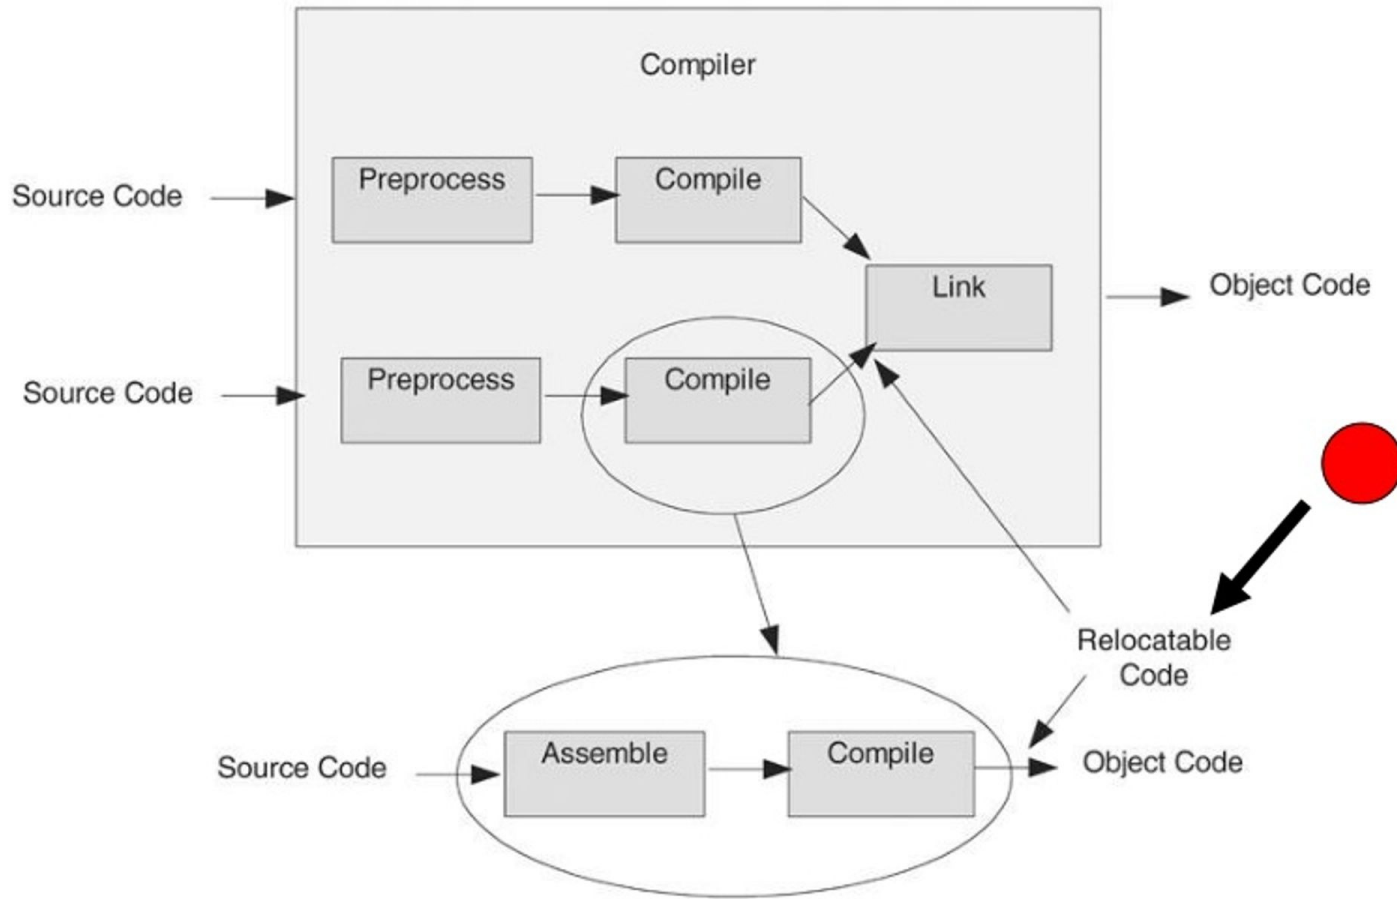 Compiler
Source Code
Preprocess
Compile
Link
Object Code
Source Code
Preprocess
Compile
Relocatable
Code
Source Code
Assemble
Compile
Object Code